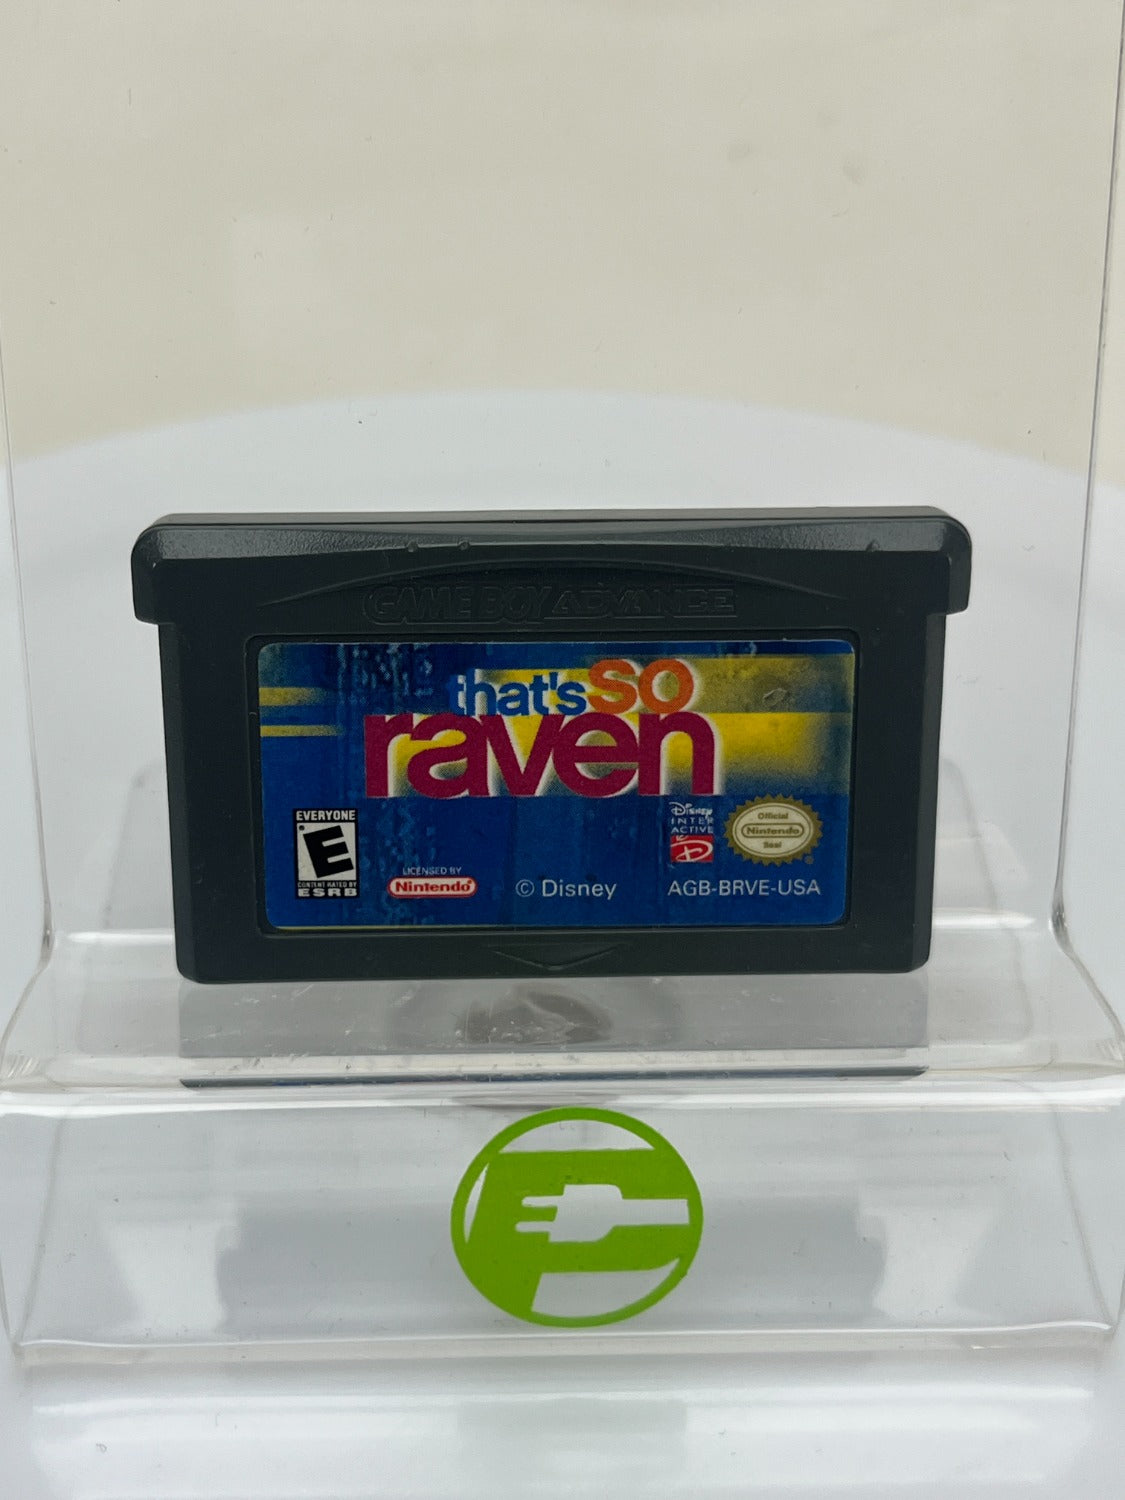 GAME BOY ADVANCE
that's so
raven
EVERYONE
E
CONTENT RATED BY
ESRB
LICENSED BY
Nintendo
© Disney
Disney
INTER
ACTIVE
Official
Nintendo
Seal
AGB-BRVE-USA